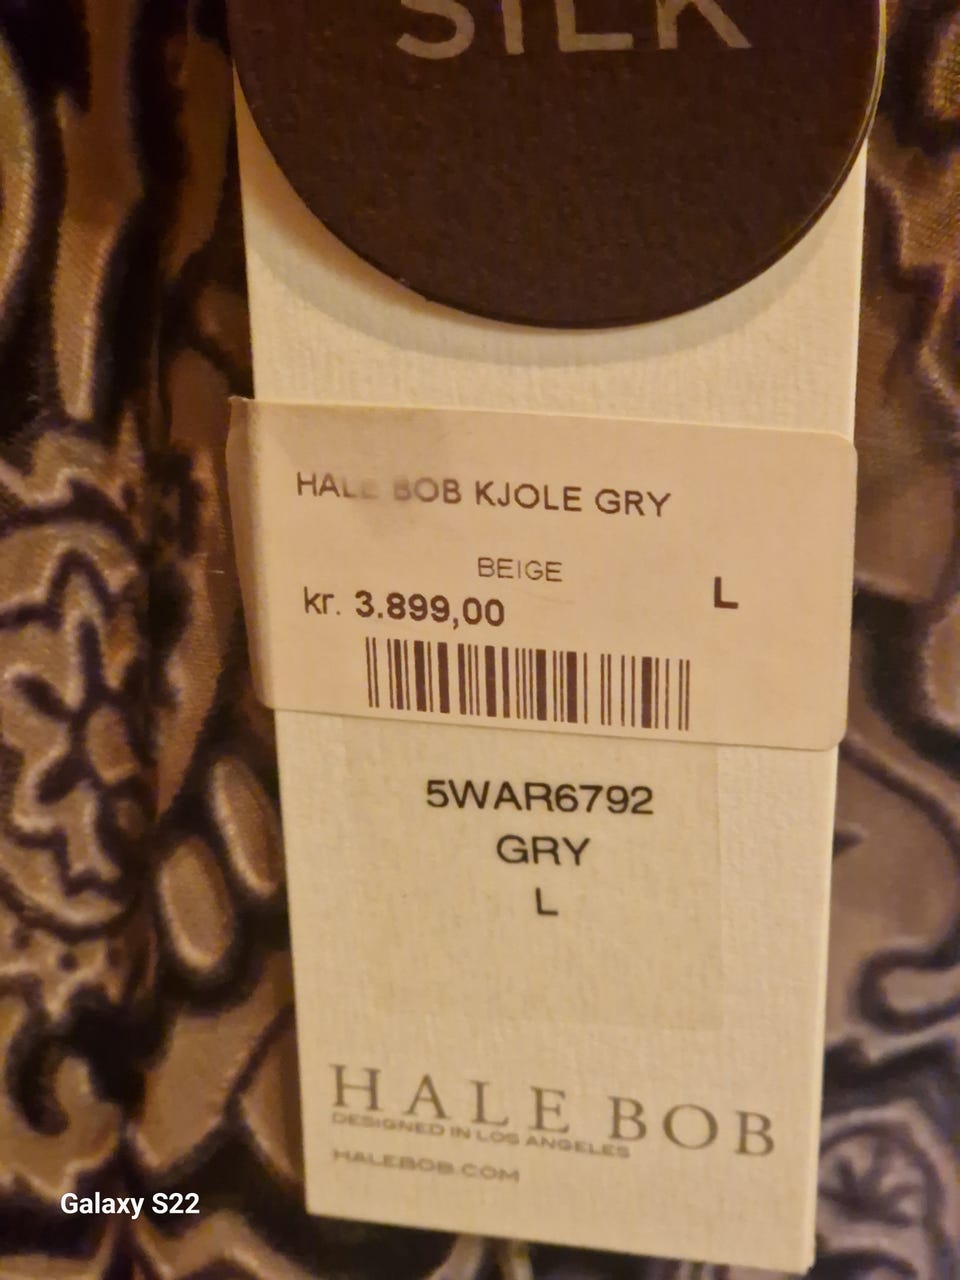 SILK
HALE BOB KJOLE GRY
BEIGE
L
kr. 3.899,00
5WAR6792
GRY
L
HALE BOB
DESIGNED IN LOS ANGELES
HALEBOB.COM
Galaxy S22